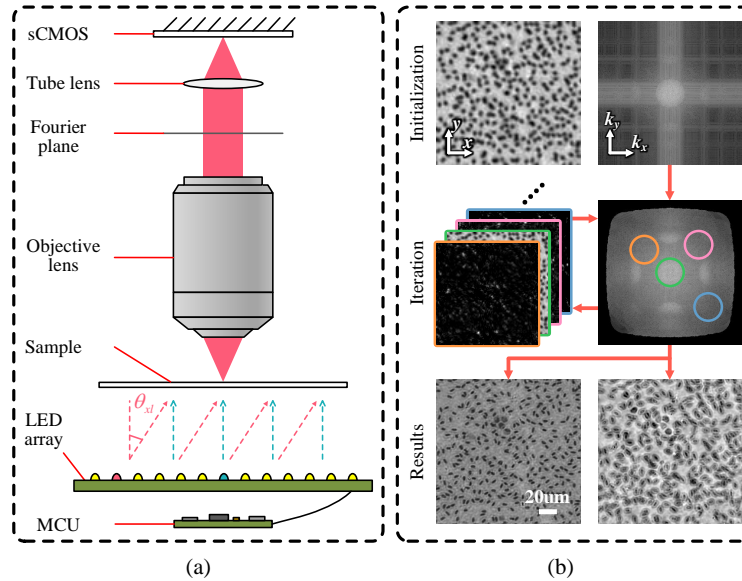 sCMOS
Tube lens
Fourier
plane
Objective
lens
Sample
θxl
LED
array
MCU
(a)
Initialization
y
x
ky
kx
Iteration
Results
20um
(b)